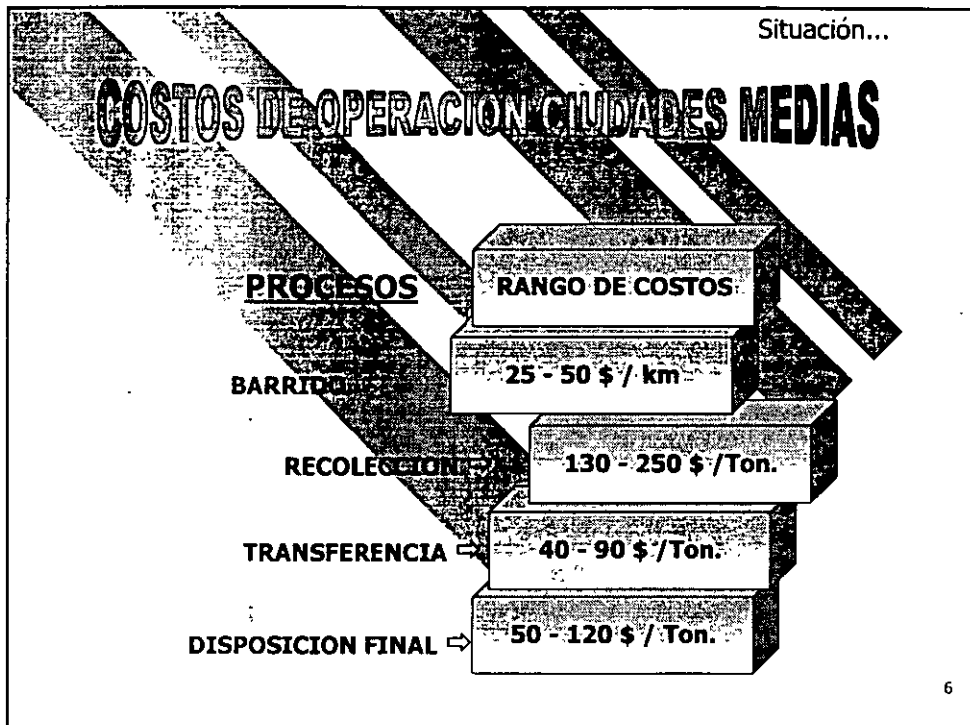 Situación...
COSTOS DE OPERACION CIUDADES MEDIAS
PROCESOS RANGO DE COSTOS
BARRIDO 25 - 50 $ / km
RECOLECCION 130 - 250 $ /Ton.
TRANSFERENCIA 40 - 90 $ /Ton.
DISPOSICION FINAL 50 - 120 $ / Ton.
6